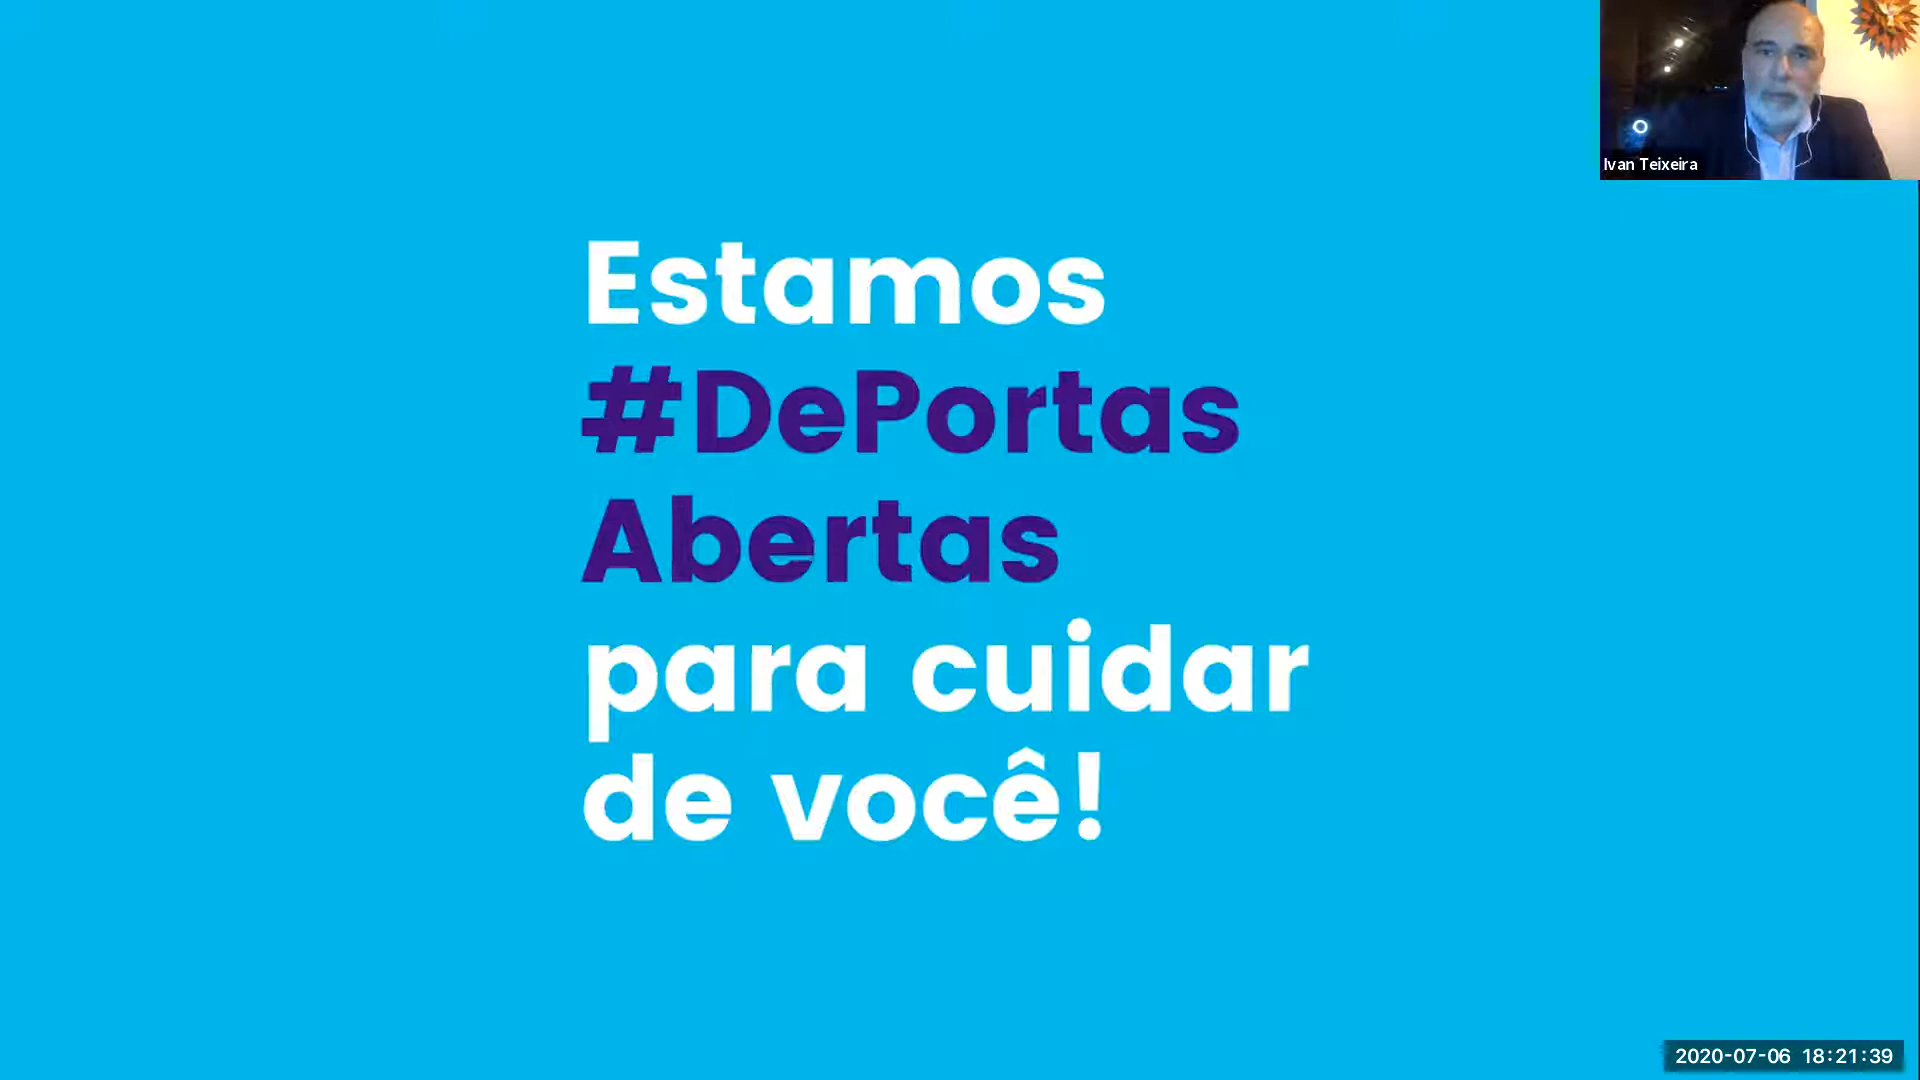 Ivan Teixeira
Estamos
#DePortas
Abertas
para cuidar
de você!
2020-07-06 18:21:39